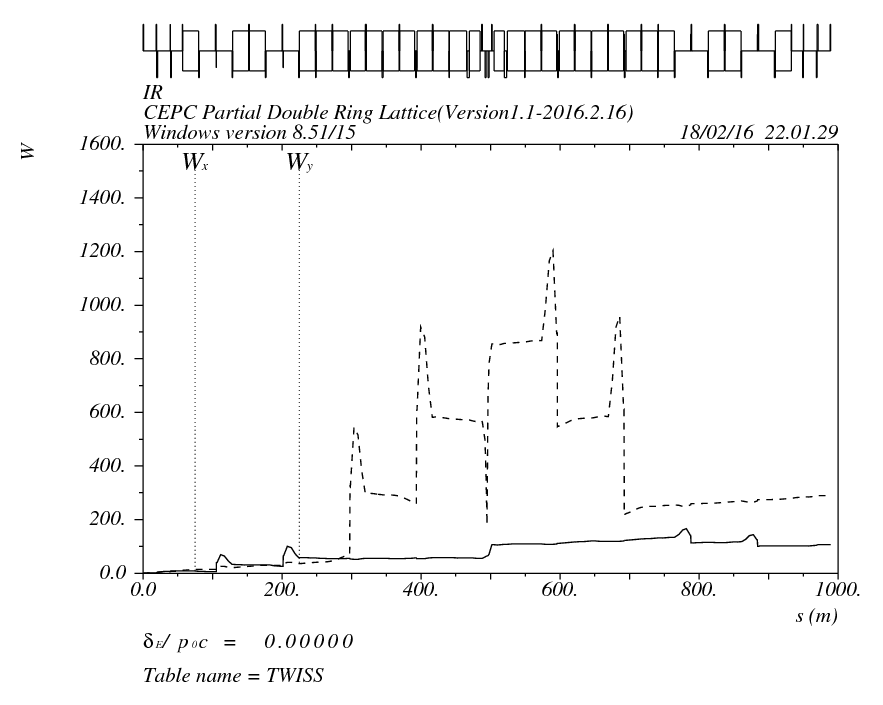 IR
CEPC Partial Double Ring Lattice(Version1.1-2016.2.16)
Windows version 8.51/15 18/02/16 22.01.29
W
1600.
Wx Wy
1400.
1200.
1000.
800.
600.
400.
200.
0.0
0.0 200. 400. 600. 800. 1000.
s (m)
δE/ p0c = 0.00000
Table name = TWISS